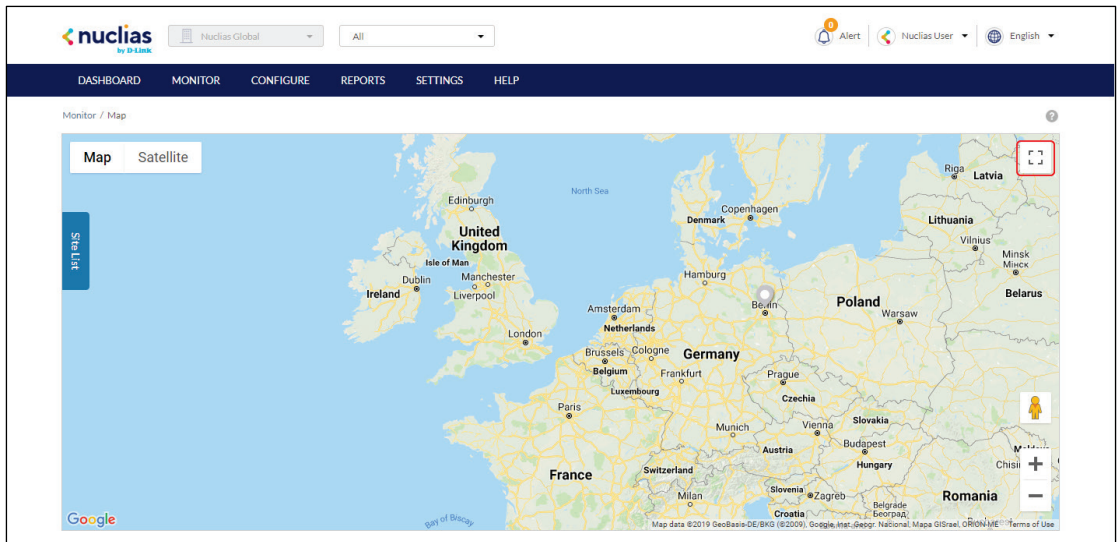 nuclias
by D-Link
Nuclias Global
All
0
Alert
Nuclias User
English
DASHBOARD MONITOR CONFIGURE REPORTS SETTINGS HELP
Monitor / Map
?
Map Satellite
Site List
Riga
Latvia
North Sea
Edinburgh
Copenhagen
Denmark
Lithuania
United
Kingdom
Vilnius
Minsk
Мінск
Isle of Man
Dublin
Manchester
Hamburg
Ireland
Liverpool
Belarus
Berlin
Poland
Amsterdam
Warsaw
Netherlands
London
Brussels
Cologne
Germany
Belgium
Frankfurt
Prague
Luxembourg
Czechia
Paris
Slovakia
Munich
Vienna
Budapest
Austria
Hungary
France
Switzerland
Milan
Slovenia
Zagreb
Romania
Belgrade
Београд
Croatia
Google
Bay of Biscay
Map data ©2019 GeoBasis-DE/BKG (©2009), Google, Inst. Geogr. Nacional, Mapa GISrael, ORION-ME
Terms of Use